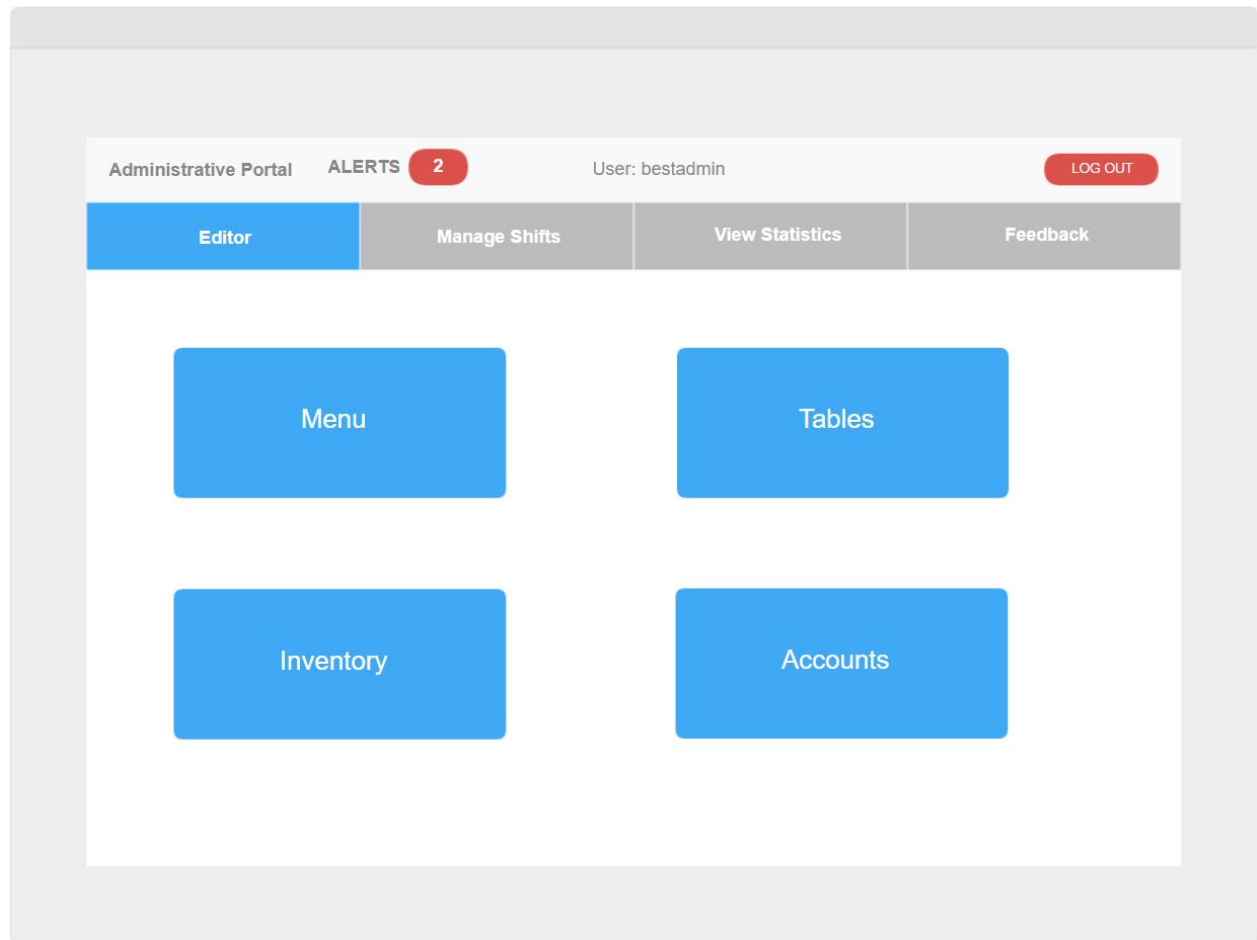 Administrative Portal ALERTS 2 User: bestadmin LOG OUT
Editor Manage Shifts View Statistics Feedback
Menu Tables
Inventory Accounts